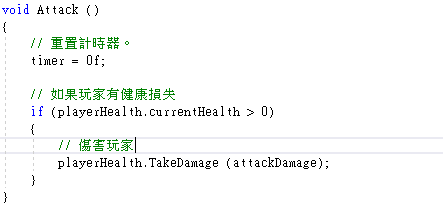 void Attack ()
{
// 重置計時器。
timer = 0f;
// 如果玩家有健康損失
if (playerHealth.currentHealth > 0)
{
// 傷害玩家
playerHealth.TakeDamage (attackDamage);
}
}